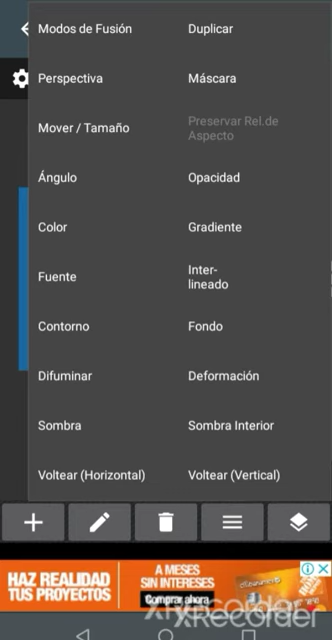 Modos de Fusión
Duplicar
Perspectiva
Máscara
Mover / Tamaño
Preservar Rel.de
Aspecto
Ángulo
Opacidad
Color
Gradiente
Fuente
Inter-
lineado
Contorno
Fondo
Difuminar
Deformación
Sombra
Sombra Interior
Voltear (Horizontal)
Voltear (Vertical)
HAZ REALIDAD
TUS PROYECTOS
A MESES
SIN INTERESES
Comprar ahora
Recorder